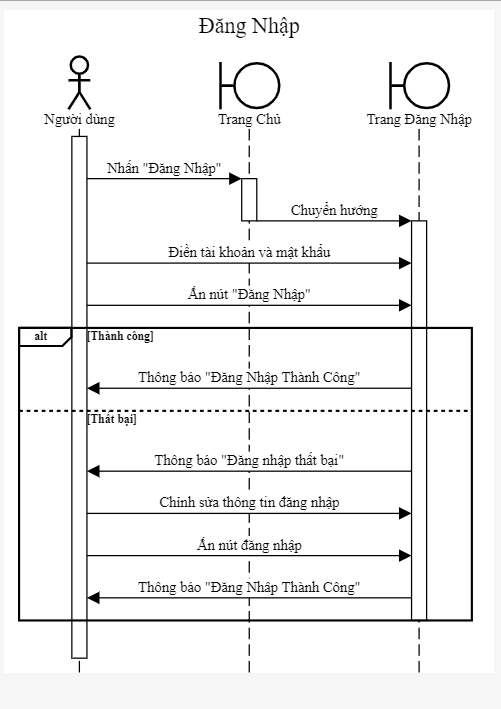 Đăng Nhập
Người dùng
Trang Chủ
Trang Đăng Nhập
Nhấn "Đăng Nhập"
Chuyển hướng
Điền tài khoản và mật khẩu
Ấn nút "Đăng Nhập"
alt
[Thành công]
Thông báo "Đăng Nhập Thành Công"
[Thất bại]
Thông báo "Đăng nhập thất bại"
Chỉnh sửa thông tin đăng nhập
Ấn nút đăng nhập
Thông báo "Đăng Nhập Thành Công"